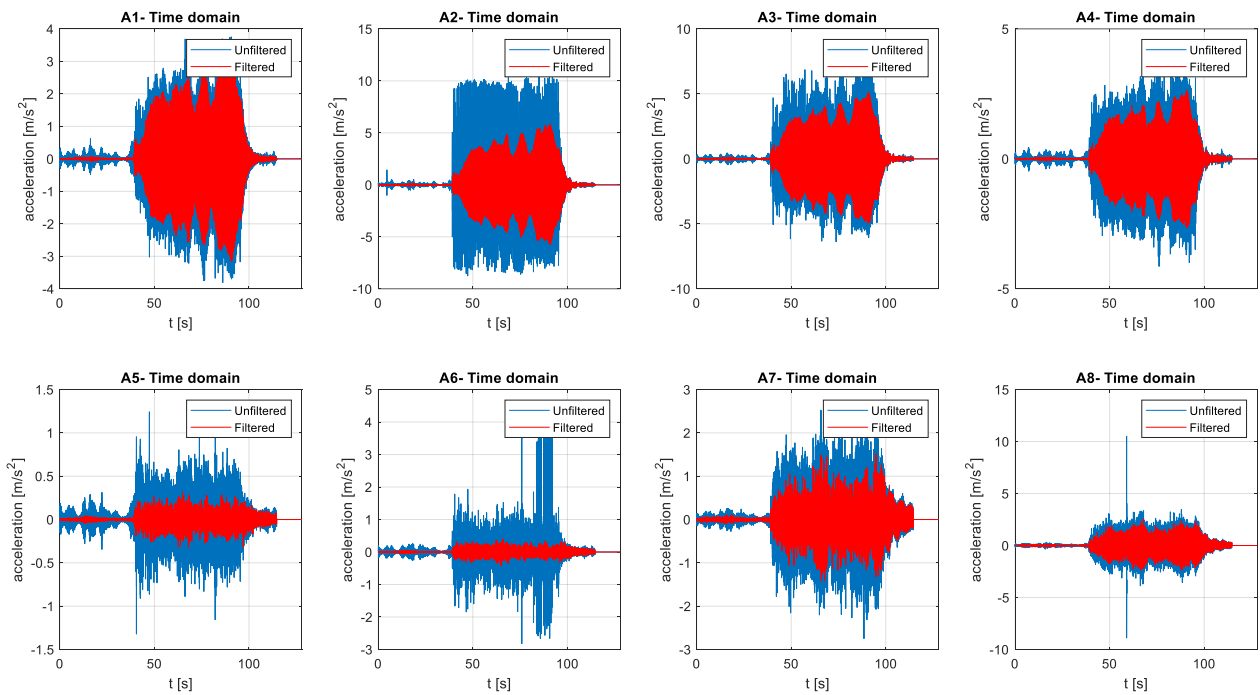 A1- Time domain
Unfiltered
Filtered
acceleration [m/s²]
4
3
2
1
0
-1
-2
-3
-4
0
50
100
t [s]
A2- Time domain
Unfiltered
Filtered
acceleration [m/s²]
15
10
5
0
-5
-10
0
50
100
t [s]
A3- Time domain
Unfiltered
Filtered
acceleration [m/s²]
10
5
0
-5
-10
0
50
100
t [s]
A4- Time domain
Unfiltered
Filtered
acceleration [m/s²]
5
0
-5
0
50
100
t [s]
A5- Time domain
Unfiltered
Filtered
acceleration [m/s²]
1.5
1
0.5
0
-0.5
-1
-1.5
0
50
100
t [s]
A6- Time domain
Unfiltered
Filtered
acceleration [m/s²]
5
4
3
2
1
0
-1
-2
-3
0
50
100
t [s]
A7- Time domain
Unfiltered
Filtered
acceleration [m/s²]
3
2
1
0
-1
-2
-3
0
50
100
t [s]
A8- Time domain
Unfiltered
Filtered
acceleration [m/s²]
15
10
5
0
-5
-10
0
50
100
t [s]